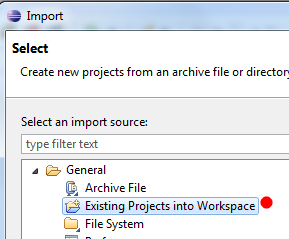 Import
Select
Create new projects from an archive file or directory
Select an import source:
type filter text
General
Archive File
Existing Projects into Workspace
File System